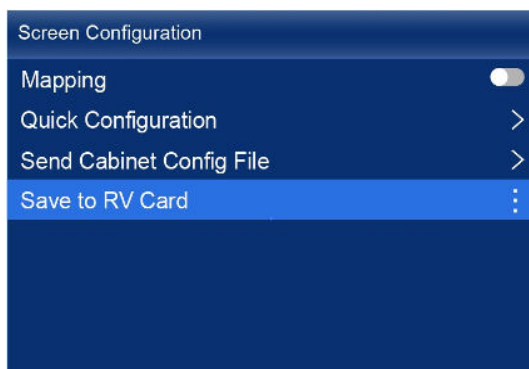 Screen Configuration
Mapping
Quick Configuration
Send Cabinet Config File
Save to RV Card